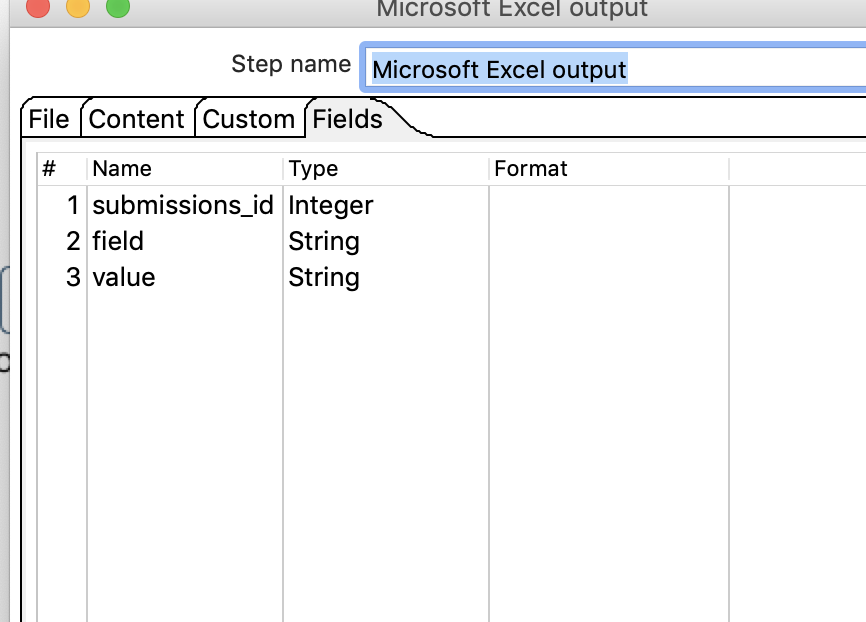 Microsoft Excel output
Step name Microsoft Excel output
File Content Custom Fields
# Name Type Format
1 submissions_id Integer
2 field String
3 value String